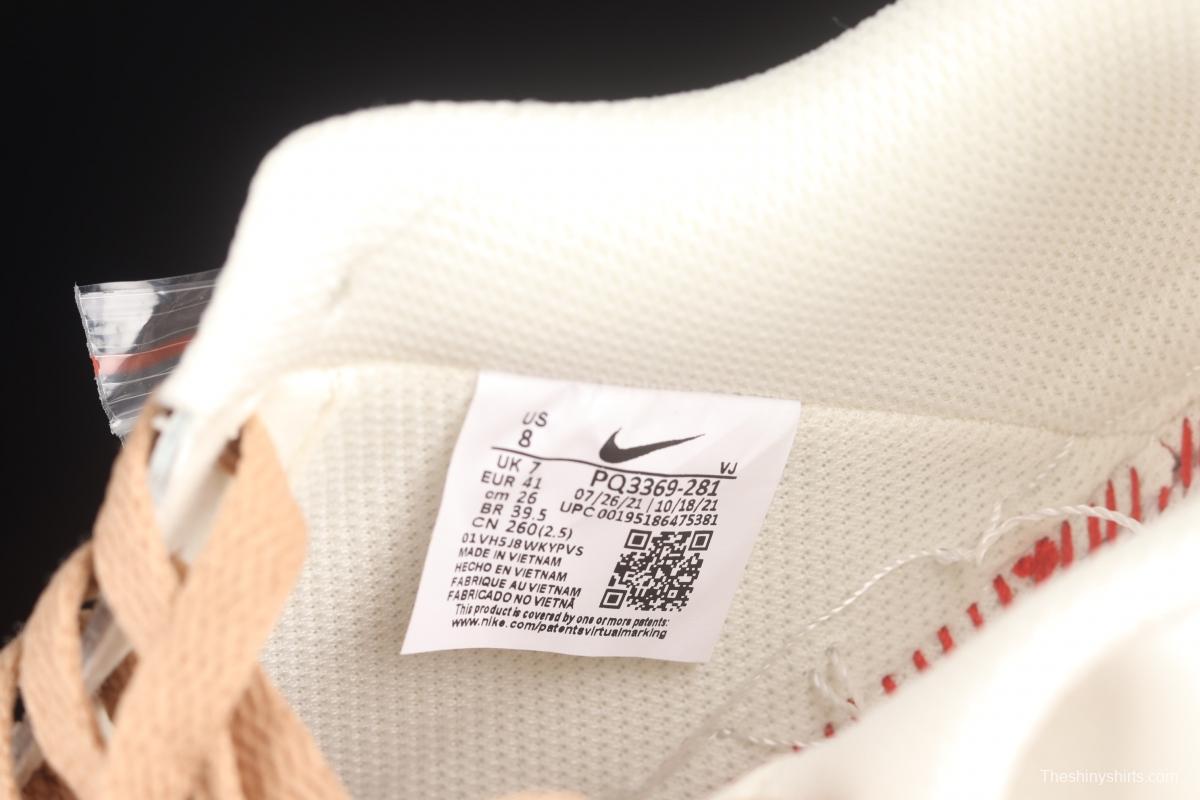 US
8
VJ
UK 7
PQ3369-281
EUR 41
07/26/21 | 10/18/21
cm 26
UPC 00195186475381
BR 39.5
CN 260(2.5)
01VH5J8WKYPVS
MADE IN VIETNAM
HECHO EN VIETNAM
FABRIQUE AU VIETNAM
FABRICADO NO VIETNÃ
This product is covered by one or more patents:
www.nike.com/patentsvirtualmarking
Theshinyshirts.com